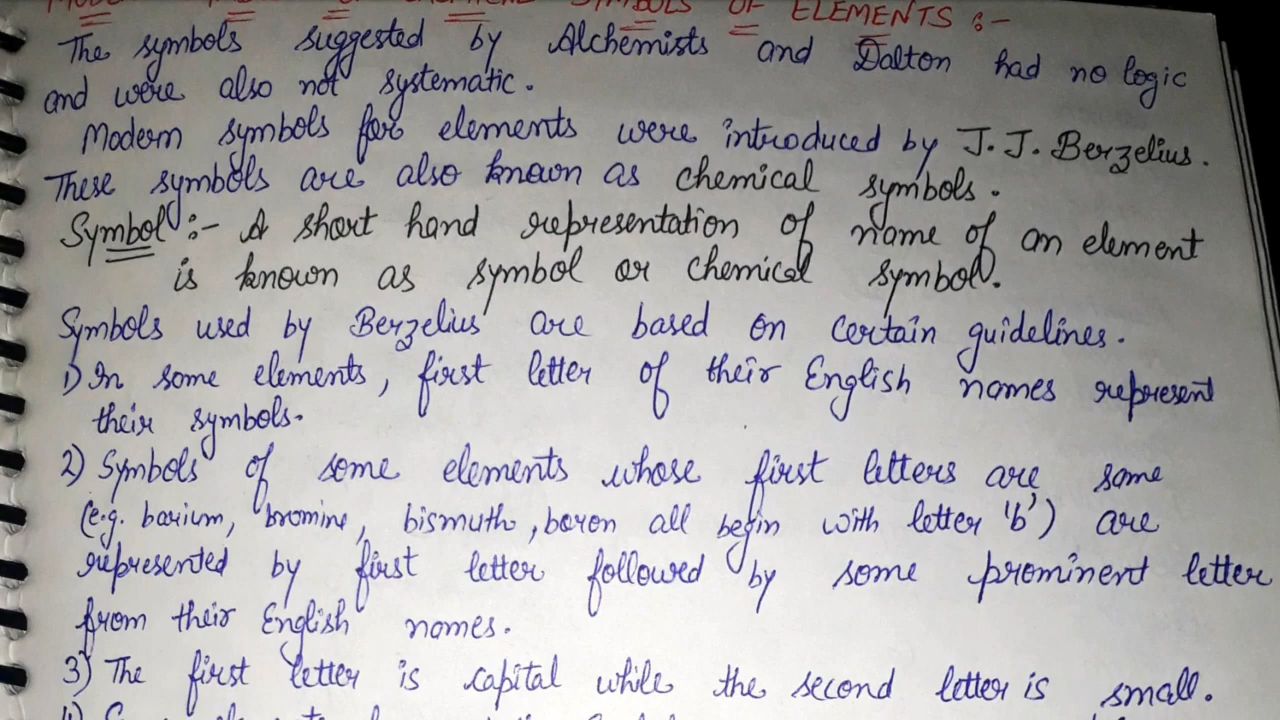 SYMBOLS OF ELEMENTS :-
The symbols suggested by Alchemists and Dalton had no logic
and were also not systematic.
Modern symbols for elements were introduced by J. J. Berzelius.
These symbols are also known as chemical symbols.
Symbol :- A short hand representation of name of an element
is known as symbol or chemical symbol.
Symbols used by Berzelius are based on certain guidelines.
1) In some elements, first letter of their English names represent
their symbols.
2) Symbols of some elements whose first letters are same
(e.g. barium, bromine, bismuth, boron all begin with letter 'b') are
represented by first letter followed by some prominent letter
from their English names.
3) The first letter is capital while the second letter is small.